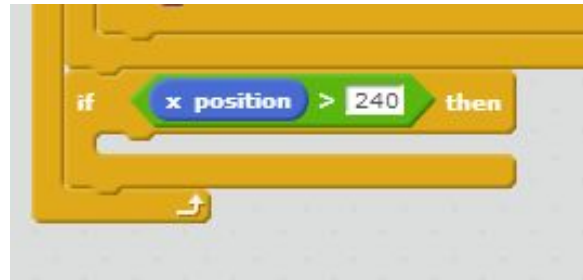 if x position > 240 then